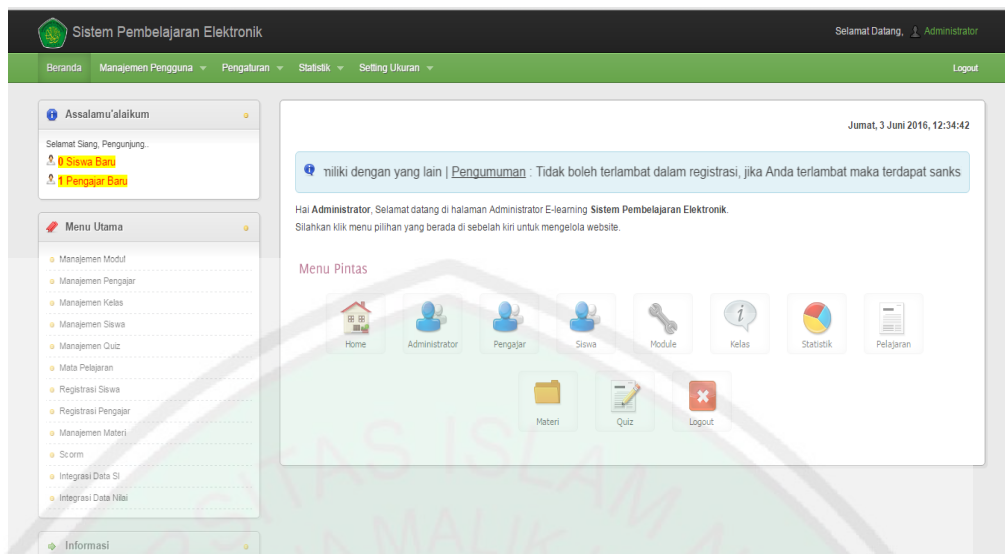 Sistem Pembelajaran Elektronik
Selamat Datang, Administrator
Beranda Manajemen Pengguna Pengaturan Statistik Setting Ukuran Logout
Assalamu'alaikum
Selamat Siang, Pengunjung..
0 Siswa Baru
1 Pengajar Baru
Menu Utama
Manajemen Modul
Manajemen Pengajar
Manajemen Kelas
Manajemen Siswa
Manajemen Quiz
Mata Pelajaran
Registrasi Siswa
Registrasi Pengajar
Manajemen Materi
Scorm
Integrasi Data SI
Integrasi Data Nilai
Informasi
Jumat, 3 Juni 2016, 12:34:42
miliki dengan yang lain | Pengumuman : Tidak boleh terlambat dalam registrasi, jika Anda terlambat maka terdapat sanks
Hai Administrator, Selamat datang di halaman Administrator E-learning Sistem Pembelajaran Elektronik.
Silahkan klik menu pilihan yang berada di sebelah kiri untuk mengelola website.
Menu Pintas
Home Administrator Pengajar Siswa Module Kelas Statistik Pelajaran
Materi Quiz Logout